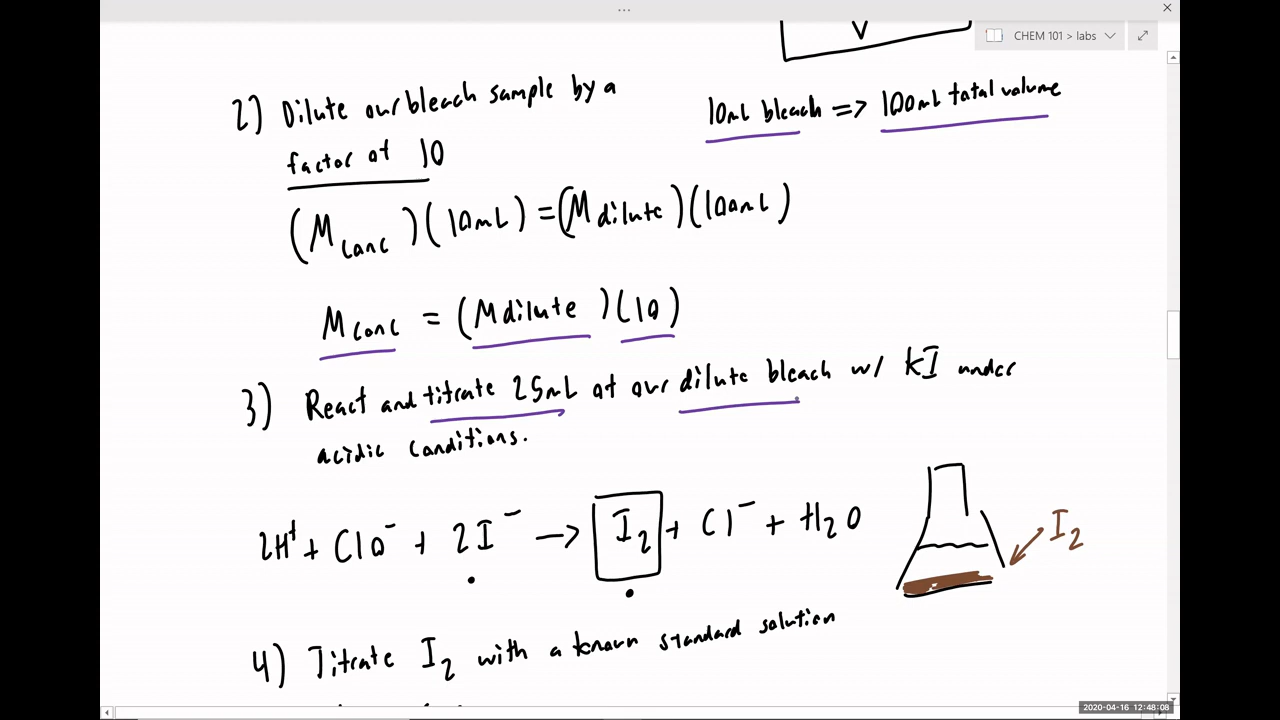 V
CHEM 101 > labs
2) Dilute our bleach sample by a
factor of 10
10mL bleach => 100mL total volume
(M conc)(10mL) = (M dilute)(100mL)
M conc = (M dilute)(10)
3) React and titrate 25mL of our dilute bleach w/ KI under
acidic conditions.
2H⁺ + ClO⁻ + 2I⁻ → I₂ + Cl⁻ + H₂O
I₂
4) Titrate I₂ with a known standard solution
2020-04-16 12:48:08